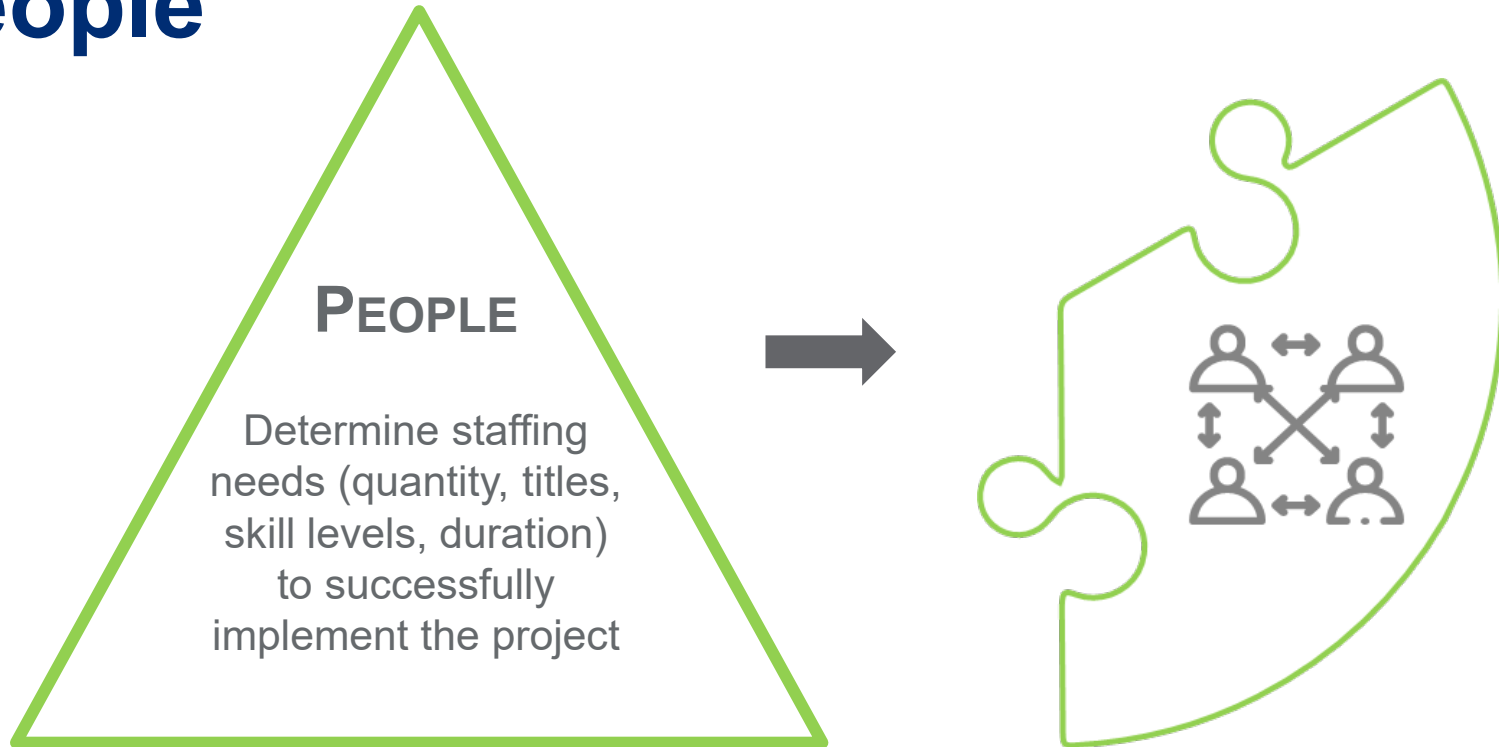 eople
PEOPLE
Determine staffing
needs (quantity, titles,
skill levels, duration)
to successfully
implement the project